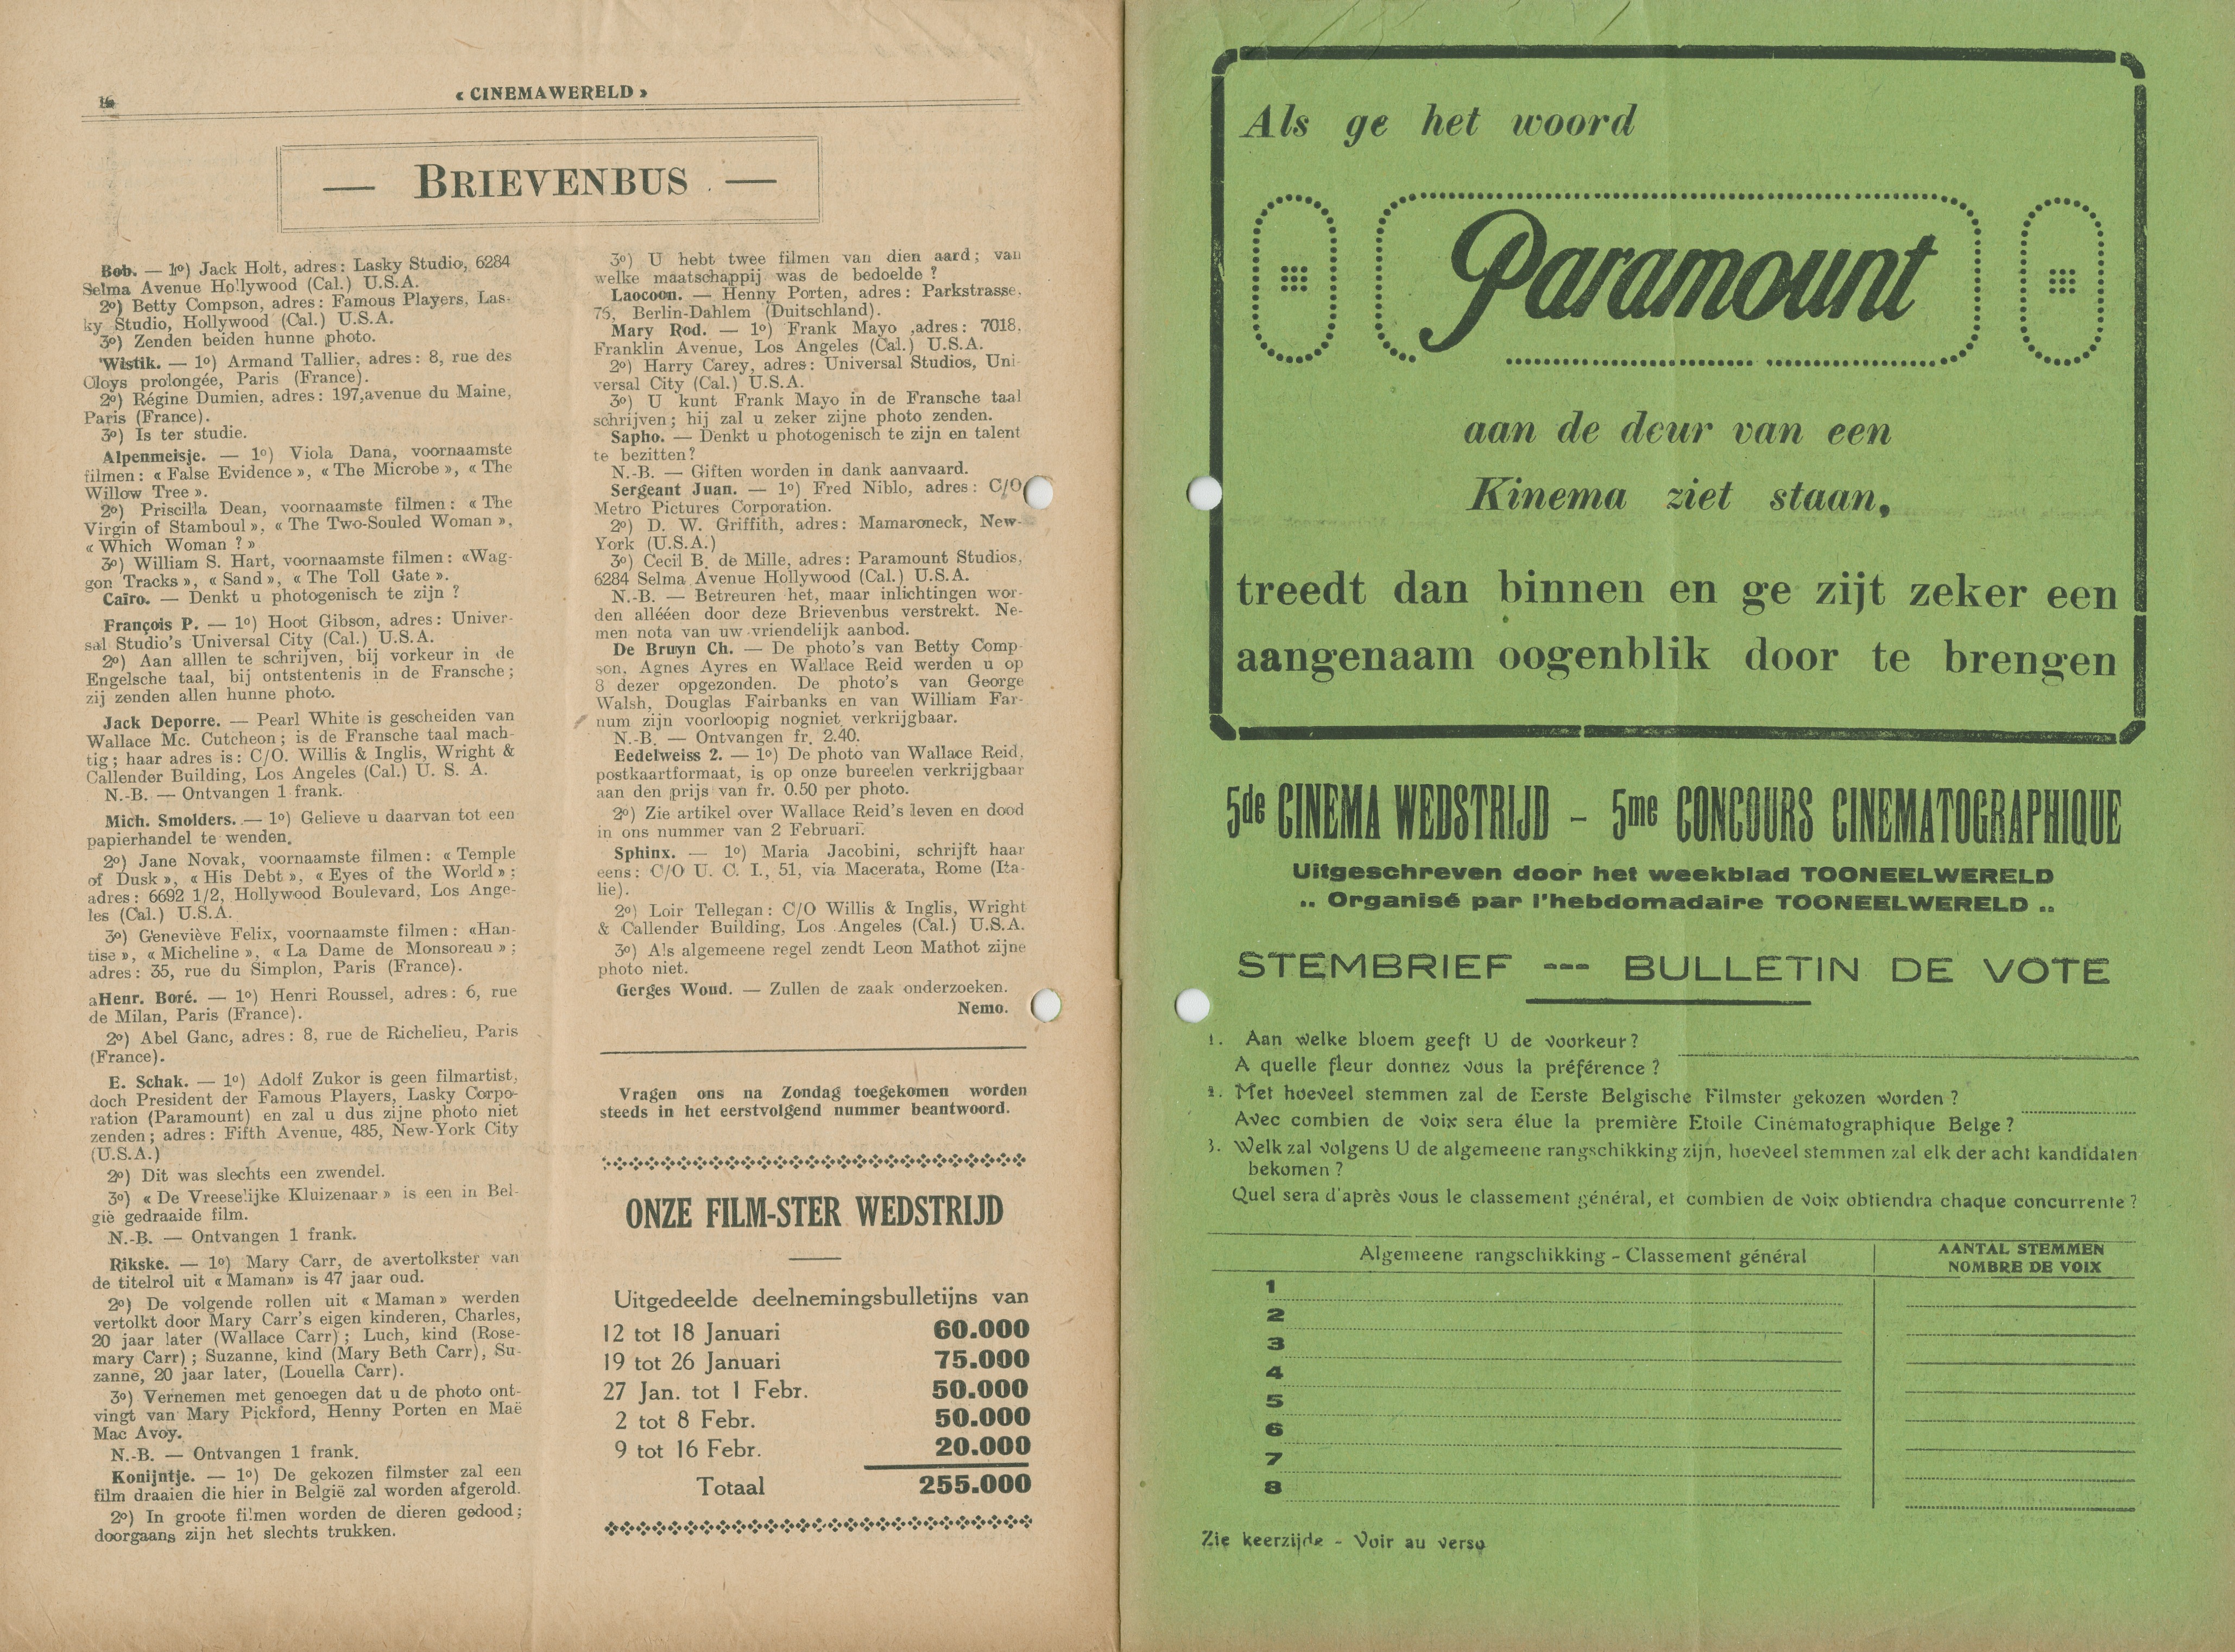 « CINEMAWERELD »
— BRIEVENBUS —
Bob. — 1º) Jack Holt, adres: Lasky Studio, 6284
Selma Avenue Hollywood (Cal.) U.S.A.
2º) Betty Compson, adres: Famous Players, Las-
ky Studio, Hollywood (Cal.) U.S.A.
3º) Zenden beiden hunne photo.
'Wistik. — 1º) Armand Tallier, adres: 8, rue des
Cloys prolongée, Paris (France).
2º) Régine Dumien, adres: 197,avenue du Maine,
Paris (France).
3º) Is ter studie.
Alpenmeisje. — 1º) Viola Dana, voornaamste
filmen: « False Evidence », « The Microbe », « The
Willow Tree ».
2º) Priscilla Dean, voornaamste filmen: « The
Virgin of Stamboul », « The Two-Souled Woman »,
« Which Woman ? »
3º) William S. Hart, voornaamste filmen: «Wag-
gon Tracks », « Sand », « The Toll Gate ».
Cairo. — Denkt u photogenisch te zijn ?
François P. — 1º) Hoot Gibson, adres: Univer-
sal Studio's Universal City (Cal.) U.S.A.
2º) Aan alllen te schrijven, bij vorkeur in de
Engelsche taal, bij ontstentenis in de Fransche;
zij zenden allen hunne photo.
Jack Deporre. — Pearl White is gescheiden van
Wallace Mc. Cutcheon; is de Fransche taal mach-
tig; haar adres is: C/O. Willis & Inglis, Wright &
Callender Building, Los Angeles (Cal.) U. S. A.
N.-B. — Ontvangen 1 frank.
Mich. Smolders. — 1º) Gelieve u daarvan tot een
papierhandel te wenden.
2º) Jane Novak, voornaamste filmen: « Temple
of Dusk », « His Debt », « Eyes of the World »;
adres: 6692 1/2, Hollywood Boulevard, Los Ange-
les (Cal.) U.S.A.
3º) Geneviève Felix, voornaamste filmen: «Han-
tise », « Micheline », « La Dame de Monsoreau »;
adres: 35, rue du Simplon, Paris (France).
aHenr. Boré. — 1º) Henri Roussel, adres: 6, rue
de Milan, Paris (France).
2º) Abel Ganc, adres: 8, rue de Richelieu, Paris
(France).
E. Schak. — 1º) Adolf Zukor is geen filmartist,
doch President der Famous Players, Lasky Corpo-
ration (Paramount) en zal u dus zijne photo niet
zenden; adres: Fifth Avenue, 485, New-York City
(U.S.A.)
2º) Dit was slechts een zwendel.
3º) « De Vreeselijke Kluizenaar » is een in Bel-
gië gedraaide film.
N.-B. — Ontvangen 1 frank.
Rikske. — 1º) Mary Carr, de avertolkster van
de titelrol uit « Maman» is 47 jaar oud.
2º) De volgende rollen uit « Maman » werden
vertolkt door Mary Carr's eigen kinderen, Charles,
20 jaar later (Wallace Carr); Luch, kind (Rose-
mary Carr); Suzanne, kind (Mary Beth Carr), Su-
zanne, 20 jaar later, (Louella Carr).
3º) Vernemen met genoegen dat u de photo ont-
vingt van Mary Pickford, Henny Porten en Maë
Mac Avoy.
N.-B. — Ontvangen 1 frank.
Konijntje. — 1º) De gekozen filmster zal een
film draaien die hier in België zal worden afgerold.
2º) In groote filmen worden de dieren gedood;
doorgaans zijn het slechts trukken.
3º) U hebt twee filmen van dien aard; van
welke maatschappij was de bedoelde ?
Laocoon. — Henny Porten, adres: Parkstrasse,
75, Berlin-Dahlem (Duitschland).
Mary Rod. — 1º) Frank Mayo ,adres: 7018,
Franklin Avenue, Los Angeles (Cal.) U.S.A.
2º) Harry Carey, adres: Universal Studios, Uni-
versal City (Cal.) U.S.A.
3º) U kunt Frank Mayo in de Fransche taal
schrijven; hij zal u zeker zijne photo zenden.
Sapho. — Denkt u photogenisch te zijn en talent
te bezitten?
N.-B. — Giften worden in dank aanvaard.
Sergeant Juan. — 1º) Fred Niblo, adres: C/O
Metro Pictures Corporation.
2º) D. W. Griffith, adres: Mamaroneck, New-
York (U.S.A.)
3º) Cecil B. de Mille, adres: Paramount Studios,
6284 Selma Avenue Hollywood (Cal.) U.S.A.
N.-B. — Betreuren het, maar inlichtingen wor-
den allééen door deze Brievenbus verstrekt. Ne-
men nota van uw vriendelijk aanbod.
De Bruyn Ch. — De photo's van Betty Comp-
son, Agnes Ayres en Wallace Reid werden u op
8 dezer opgezonden. De photo's van George
Walsh, Douglas Fairbanks en van William Far-
num zijn voorloopig nogniet verkrijgbaar.
N.-B. — Ontvangen fr. 2.40.
Eedelweiss 2. — 1º) De photo van Wallace Reid,
postkaartformaat, is op onze bureelen verkrijgbaar
aan den prijs van fr. 0.50 per photo.
2º) Zie artikel over Wallace Reid's leven en dood
in ons nummer van 2 Februari.
Sphinx. — 1º) Maria Jacobini, schrijft haar
eens: C/O U. C. I., 51, via Macerata, Rome (Ita-
lie).
2º) Loir Tellegan: C/O Willis & Inglis, Wright
& Callender Building, Los Angeles (Cal.) U.S.A.
3º) Als algemeene regel zendt Leon Mathot zijne
photo niet.
Gerges Woud. — Zullen de zaak onderzoeken.
Nemo.
Vragen ons na Zondag toegekomen worden
steeds in het eerstvolgend nummer beantwoord.
ONZE FILM-STER WEDSTRIJD
Uitgedeelde deelnemingsbulletijns van
12 tot 18 Januari 60.000
19 tot 26 Januari 75.000
27 Jan. tot 1 Febr. 50.000
2 tot 8 Febr. 50.000
9 tot 16 Febr. 20.000
Totaal 255.000
Als ge het woord
Paramount
aan de deur van een
Kinema ziet staan,
treedt dan binnen en ge zijt zeker een
aangenaam oogenblik door te brengen
5de CINEMA WEDSTRIJD - 5me CONCOURS CINEMATOGRAPHIQUE
Uitgeschreven door het weekblad TOONEELWERELD
.. Organisé par l'hebdomadaire TOONEELWERELD ..
STEMBRIEF --- BULLETIN DE VOTE
1. Aan welke bloem geeft U de voorkeur?
A quelle fleur donnez vous la préférence?
2. Met hoeveel stemmen zal de Eerste Belgische Filmster gekozen worden?
Avec combien de voix sera élue la première Etoile Cinématographique Belge?
3. Welk zal volgens U de algemeene rangschikking zijn, hoeveel stemmen zal elk der acht kandidaten
bekomen?
Quel sera d'après vous le classement général, et combien de voix obtiendra chaque concurrente?
Algemeene rangschikking - Classement général
AANTAL STEMMEN
NOMBRE DE VOIX
1
2
3
4
5
6
7
8
Zie keerzijde - Voir au verso